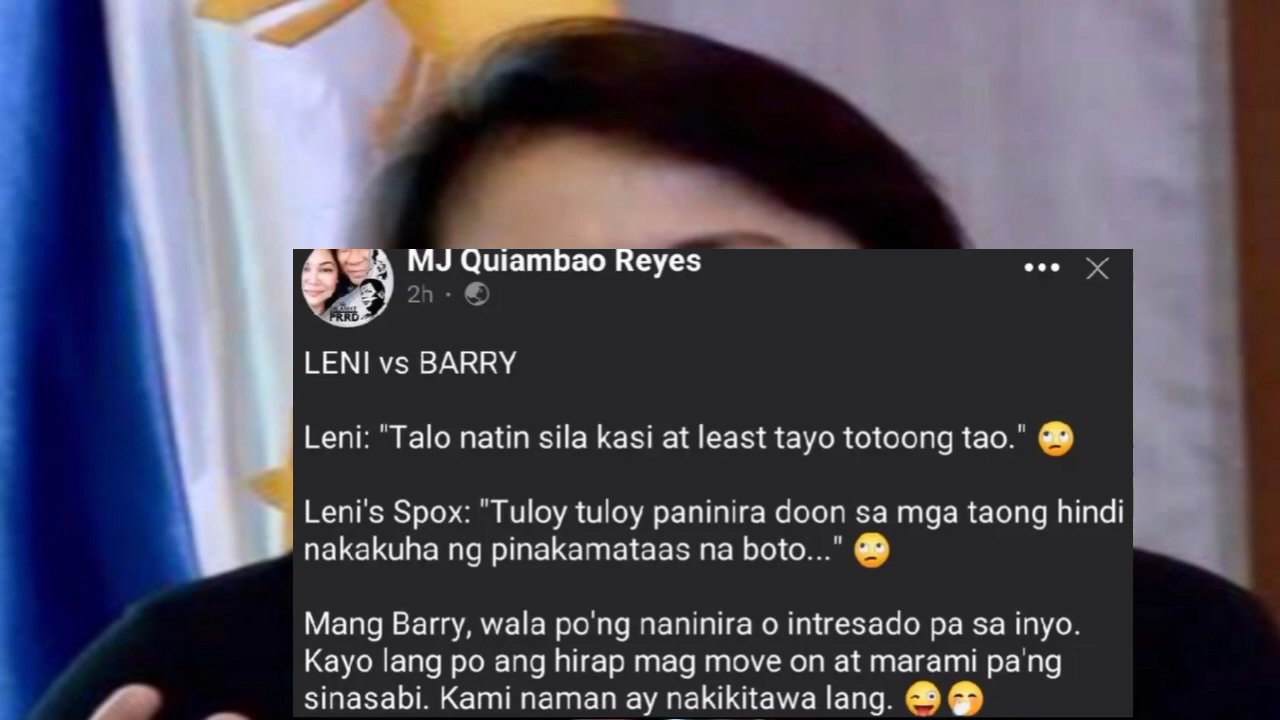 MJ Quiambao Reyes
2h
PRRD
LENI vs BARRY
Leni: "Talo natin sila kasi at least tayo totoong tao." 🙄
Leni's Spox: "Tuloy tuloy paninira doon sa mga taong hindi
nakakuha ng pinakamataas na boto..." 🙄
Mang Barry, wala po'ng naninira o intresado pa sa inyo.
Kayo lang po ang hirap mag move on at marami pa'ng
sinasabi. Kami naman ay nakikitawa lang. 😜🤭